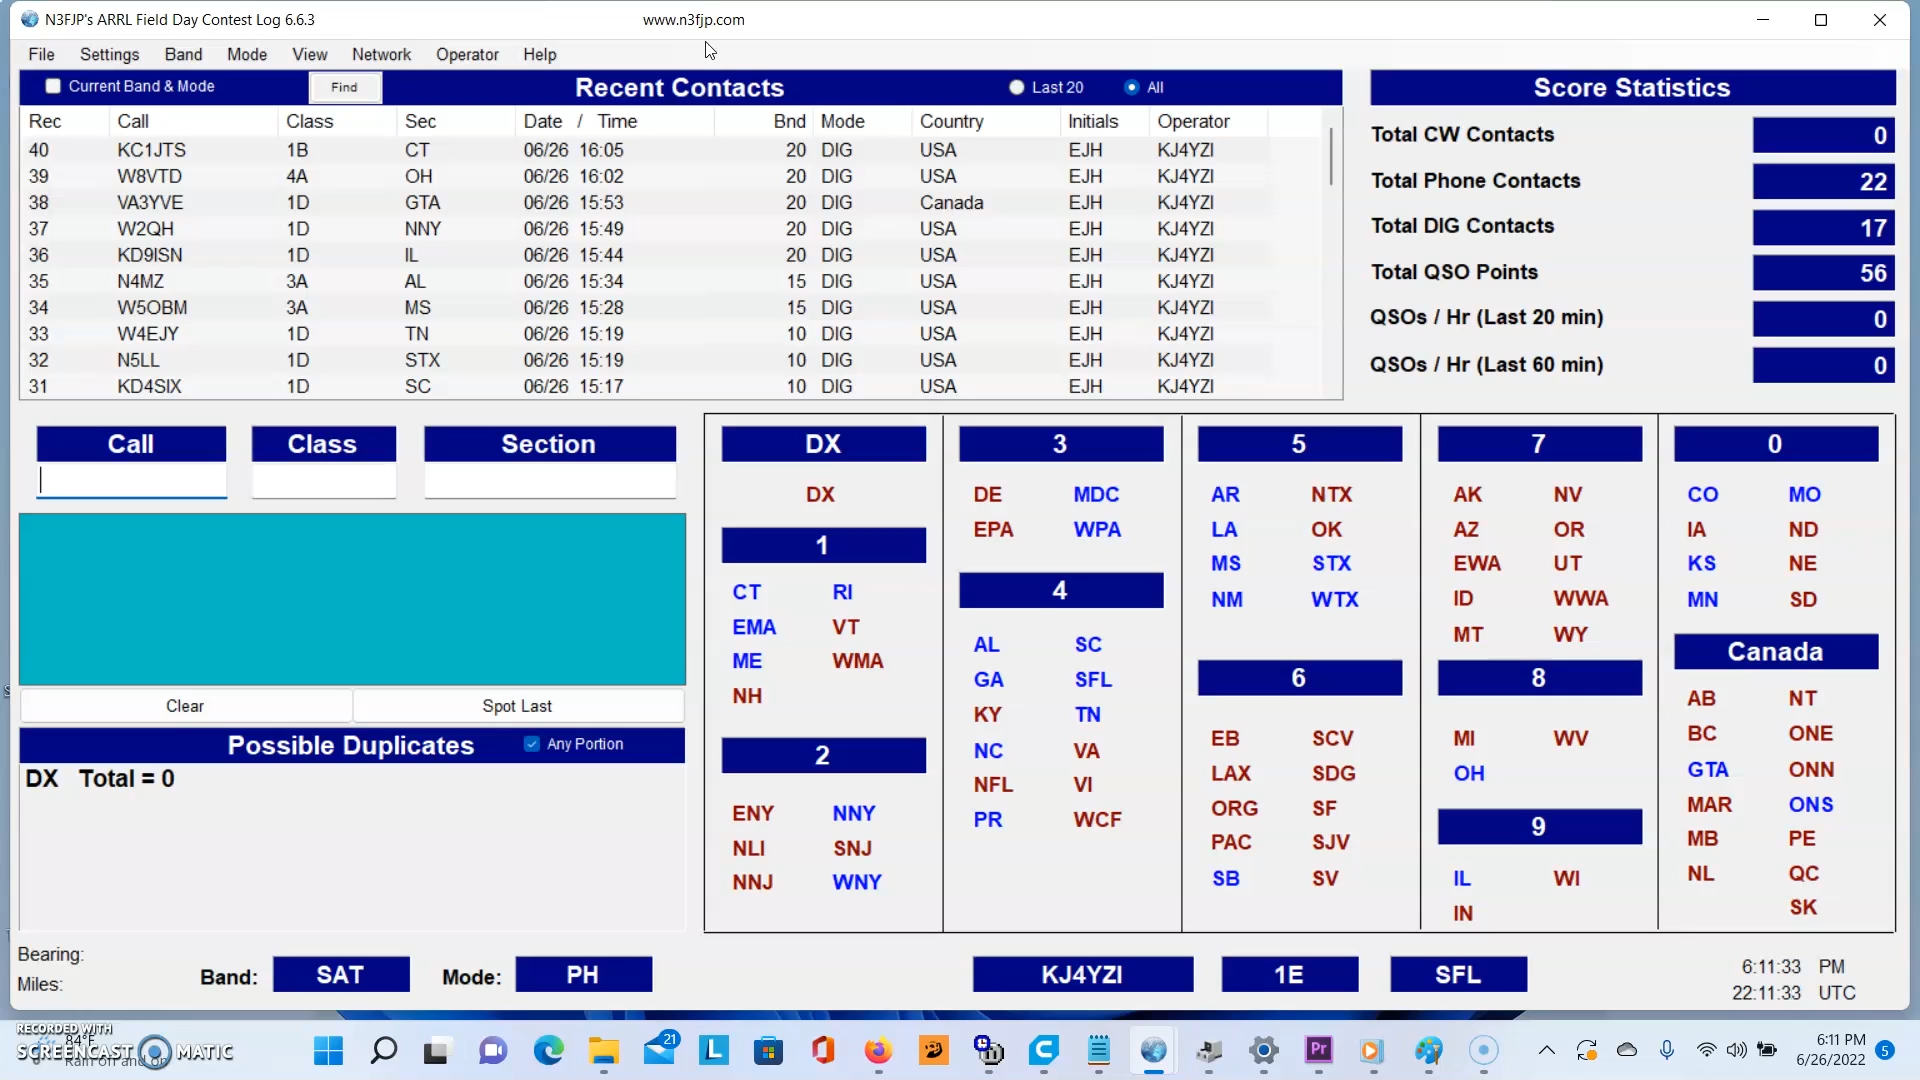 N3FJP's ARRL Field Day Contest Log 6.6.3 www.n3fjp.com
File Settings Band Mode View Network Operator Help
Current Band & Mode Find Recent Contacts Last 20 All
Rec Call Class Sec Date / Time Bnd Mode Country Initials Operator
40 KC1JTS 1B CT 06/26 16:05 20 DIG USA EJH KJ4YZI
39 W8VTD 4A OH 06/26 16:02 20 DIG USA EJH KJ4YZI
38 VA3YVE 1D GTA 06/26 15:53 20 DIG Canada EJH KJ4YZI
37 W2QH 1D NNY 06/26 15:49 20 DIG USA EJH KJ4YZI
36 KD9ISN 1D IL 06/26 15:44 20 DIG USA EJH KJ4YZI
35 N4MZ 3A AL 06/26 15:34 15 DIG USA EJH KJ4YZI
34 W5OBM 3A MS 06/26 15:28 15 DIG USA EJH KJ4YZI
33 W4EJY 1D TN 06/26 15:19 10 DIG USA EJH KJ4YZI
32 N5LL 1D STX 06/26 15:19 10 DIG USA EJH KJ4YZI
31 KD4SIX 1D SC 06/26 15:17 10 DIG USA EJH KJ4YZI
Score Statistics
Total CW Contacts 0
Total Phone Contacts 22
Total DIG Contacts 17
Total QSO Points 56
QSOs / Hr (Last 20 min) 0
QSOs / Hr (Last 60 min) 0
Call Class Section
Clear Spot Last
Possible Duplicates Any Portion
DX Total = 0
DX
DX
1
CT RI
EMA VT
ME WMA
NH
2
ENY NNY
NLI SNJ
NNJ WNY
3
DE MDC
EPA WPA
4
AL SC
GA SFL
KY TN
NC VA
NFL VI
PR WCF
5
AR NTX
LA OK
MS STX
NM WTX
6
EB SCV
LAX SDG
ORG SF
PAC SJV
SB SV
7
AK NV
AZ OR
EWA UT
ID WWA
MT WY
8
MI WV
OH
9
IL WI
IN
0
CO MO
IA ND
KS NE
MN SD
Canada
AB NT
BC ONE
GTA ONN
MAR ONS
MB PE
NL QC
SK
Bearing:
Miles:
Band: SAT Mode: PH KJ4YZI 1E SFL
6:11:33 PM
22:11:33 UTC
RECORDED WITH
SCREENCAST MATIC
84°F
Rain off and on
21
L
Pr
6:11 PM
6/26/2022
5